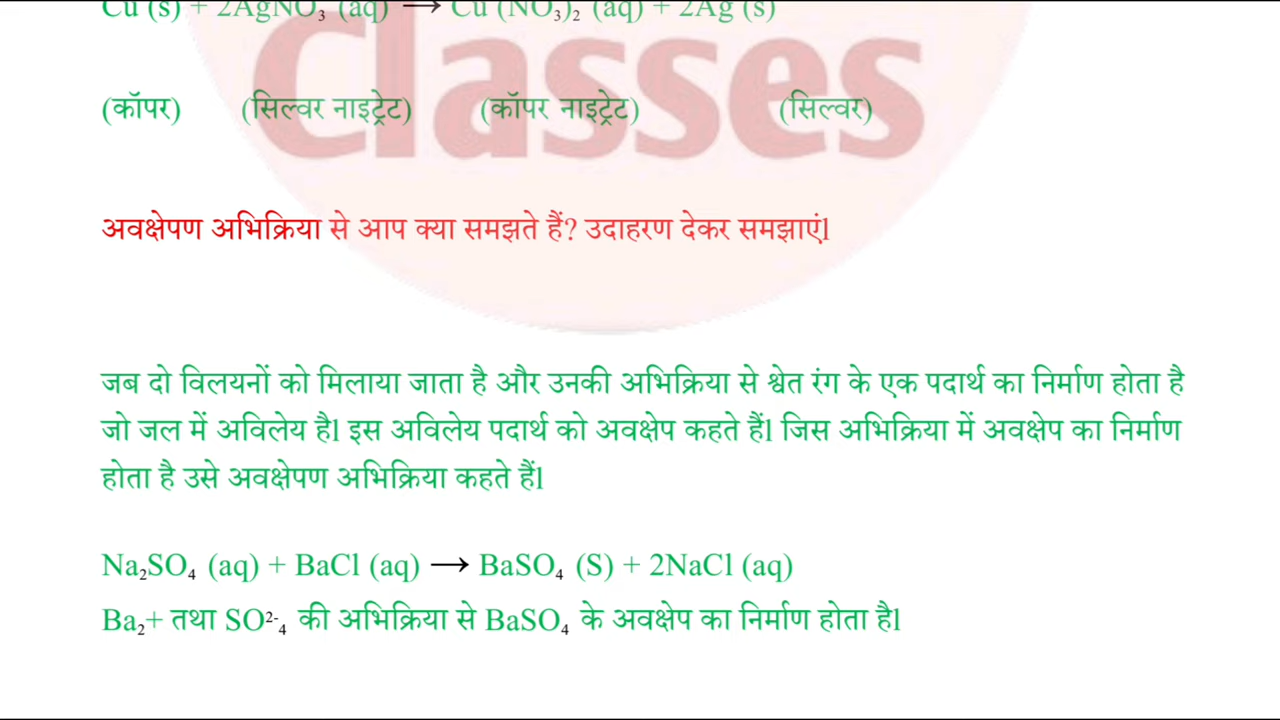 Cu (s) + 2AgNO₃ (aq) ⟶ Cu (NO₃)₂ (aq) + 2Ag (s)
Classes
(कॉपर) (सिल्वर नाइट्रेट) (कॉपर नाइट्रेट) (सिल्वर)
अवक्षेपण अभिक्रिया से आप क्या समझते हैं? उदाहरण देकर समझाएंl
जब दो विलयनों को मिलाया जाता है और उनकी अभिक्रिया से श्वेत रंग के एक पदार्थ का निर्माण होता है
जो जल में अविलेय हैl इस अविलेय पदार्थ को अवक्षेप कहते हैंl जिस अभिक्रिया में अवक्षेप का निर्माण
होता है उसे अवक्षेपण अभिक्रिया कहते हैंl
Na₂SO₄ (aq) + BaCl (aq) ⟶ BaSO₄ (S) + 2NaCl (aq)
Ba₂+ तथा SO²⁻₄ की अभिक्रिया से BaSO₄ के अवक्षेप का निर्माण होता हैl